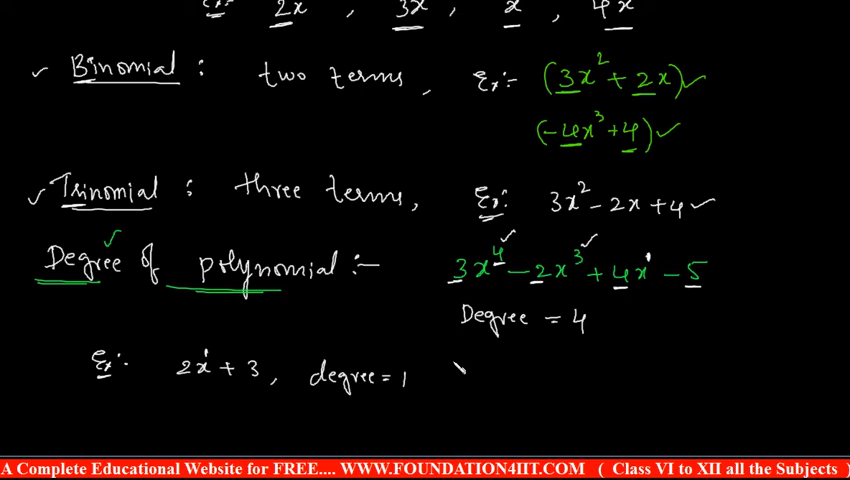 Ex: 2x , 3x , x , 4x
✓ Binomial : two terms , Ex:- (3x² + 2x) ✓
(-4x³ + 4) ✓
✓ Trinomial : three terms , Ex: 3x² - 2x + 4 ✓
Degree ✓ of polynomial :- 3x⁴ ✓ - 2x³ ✓ + 4x¹ - 5
Degree = 4
Ex: 2x¹ + 3 , degree = 1
A Complete Educational Website for FREE.... WWW.FOUNDATION4IIT.COM ( Class VI to XII all the Subjects )